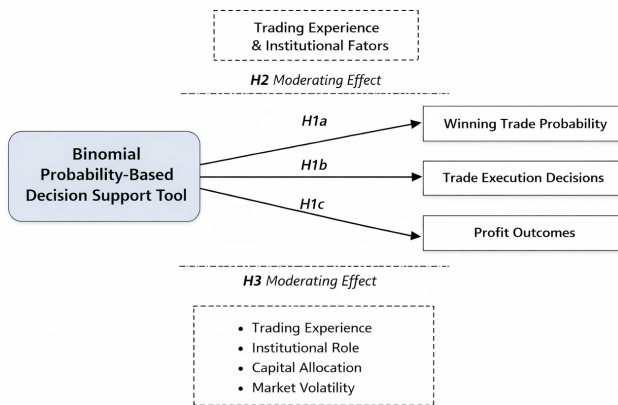 Trading Experience
& Institutional Fators
H2 Moderating Effect
H1a
Winning Trade Probability
Binomial
Probability-Based
Decision Support Tool
H1b
Trade Execution Decisions
H1c
Profit Outcomes
H3 Moderating Effect
• Trading Experience
• Institutional Role
• Capital Allocation
• Market Volatility